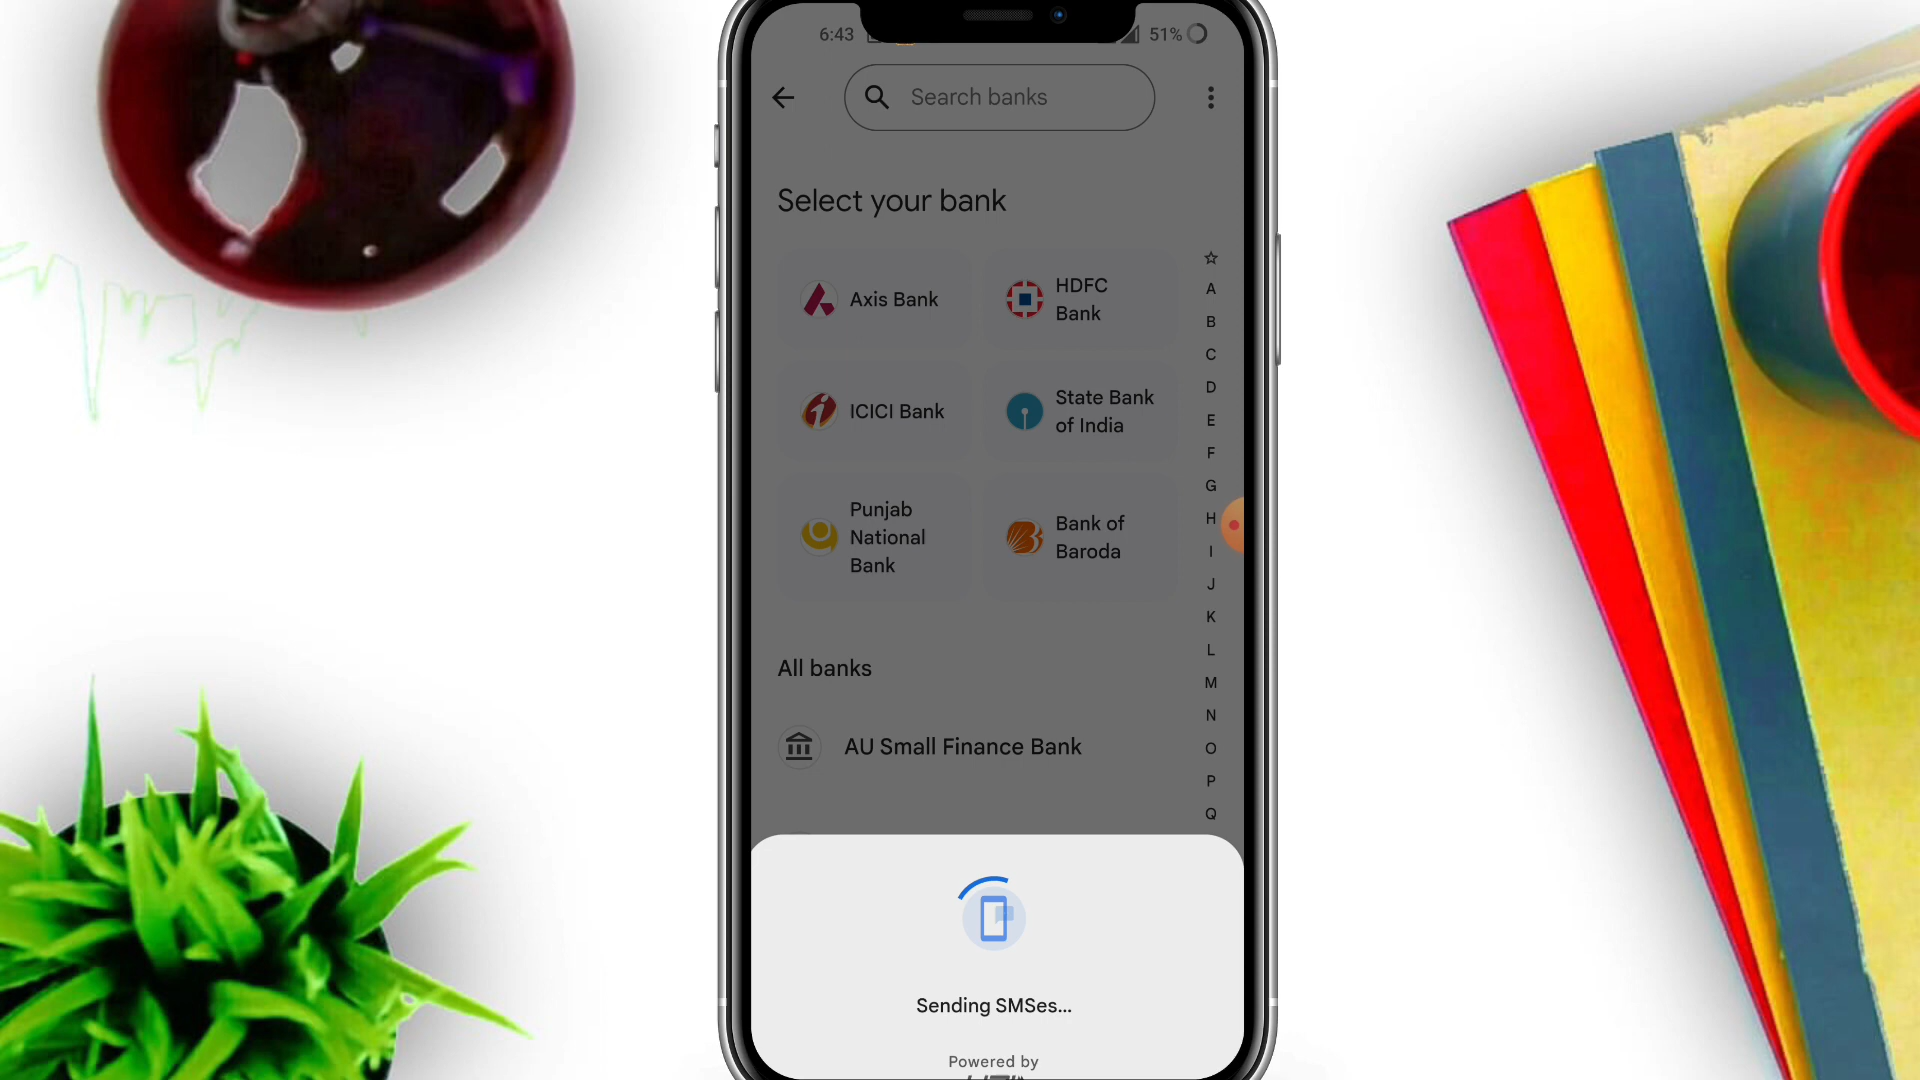 6:43
51%
Search banks
Select your bank
Axis Bank
HDFC
Bank
ICICI Bank
State Bank
of India
Punjab
National
Bank
Bank of
Baroda
A
B
C
D
E
F
G
H
I
J
K
L
M
N
O
P
Q
All banks
AU Small Finance Bank
Sending SMSes...
Powered by